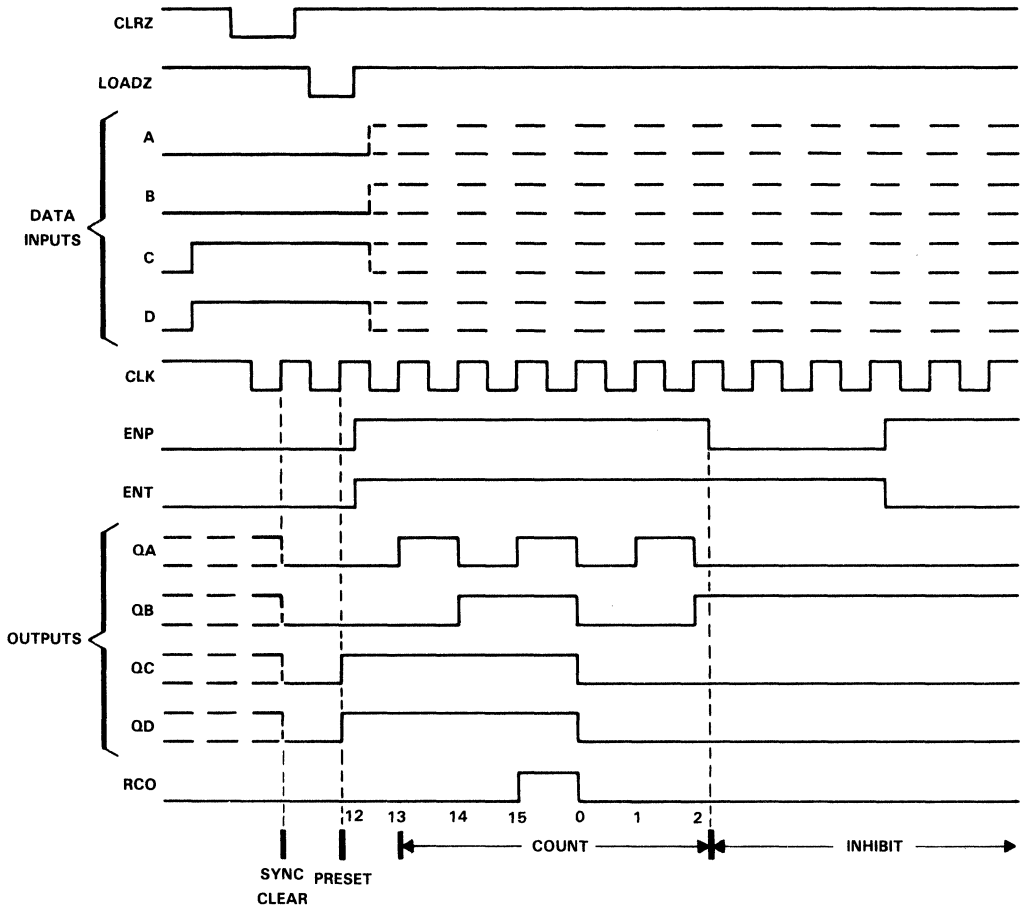 CLRZ
LOADZ
A
B
DATA
INPUTS
C
D
CLK
ENP
ENT
QA
QB
OUTPUTS
QC
QD
RCO
12 13 14 15 0 1 2
COUNT INHIBIT
SYNC PRESET
CLEAR